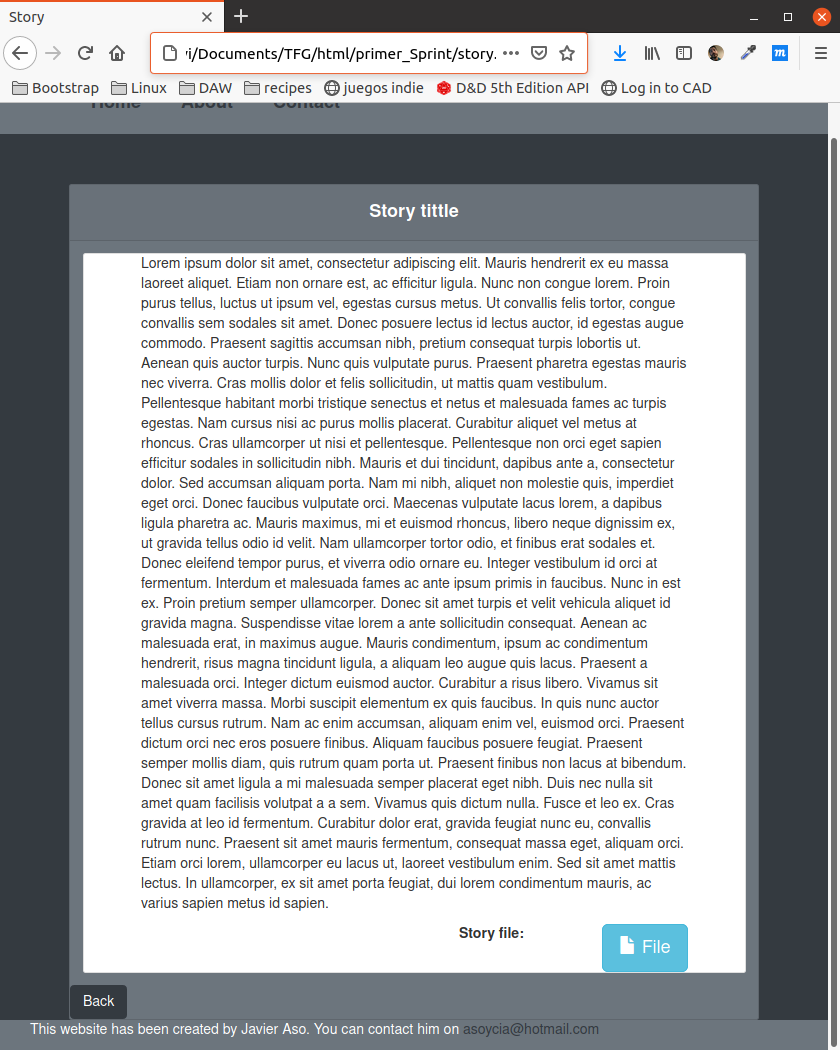 Story
vi/Documents/TFG/html/primer_Sprint/story.
Bootstrap Linux DAW recipes juegos indie D&D 5th Edition API Log in to CAD
Home About Contact
Story tittle
Lorem ipsum dolor sit amet, consectetur adipiscing elit. Mauris hendrerit ex eu massa
laoreet aliquet. Etiam non ornare est, ac efficitur ligula. Nunc non congue lorem. Proin
purus tellus, luctus ut ipsum vel, egestas cursus metus. Ut convallis felis tortor, congue
convallis sem sodales sit amet. Donec posuere lectus id lectus auctor, id egestas augue
commodo. Praesent sagittis accumsan nibh, pretium consequat turpis lobortis ut.
Aenean quis auctor turpis. Nunc quis vulputate purus. Praesent pharetra egestas mauris
nec viverra. Cras mollis dolor et felis sollicitudin, ut mattis quam vestibulum.
Pellentesque habitant morbi tristique senectus et netus et malesuada fames ac turpis
egestas. Nam cursus nisi ac purus mollis placerat. Curabitur aliquet vel metus at
rhoncus. Cras ullamcorper ut nisi et pellentesque. Pellentesque non orci eget sapien
efficitur sodales in sollicitudin nibh. Mauris et dui tincidunt, dapibus ante a, consectetur
dolor. Sed accumsan aliquam porta. Nam mi nibh, aliquet non molestie quis, imperdiet
eget orci. Donec faucibus vulputate orci. Maecenas vulputate lacus lorem, a dapibus
ligula pharetra ac. Mauris maximus, mi et euismod rhoncus, libero neque dignissim ex,
ut gravida tellus odio id velit. Nam ullamcorper tortor odio, et finibus erat sodales et.
Donec eleifend tempor purus, et viverra odio ornare eu. Integer vestibulum id orci at
fermentum. Interdum et malesuada fames ac ante ipsum primis in faucibus. Nunc in est
ex. Proin pretium semper ullamcorper. Donec sit amet turpis et velit vehicula aliquet id
gravida magna. Suspendisse vitae lorem a ante sollicitudin consequat. Aenean ac
malesuada erat, in maximus augue. Mauris condimentum, ipsum ac condimentum
hendrerit, risus magna tincidunt ligula, a aliquam leo augue quis lacus. Praesent a
malesuada orci. Integer dictum euismod auctor. Curabitur a risus libero. Vivamus sit
amet viverra massa. Morbi suscipit elementum ex quis faucibus. In quis nunc auctor
tellus cursus rutrum. Nam ac enim accumsan, aliquam enim vel, euismod orci. Praesent
dictum orci nec eros posuere finibus. Aliquam faucibus posuere feugiat. Praesent
semper mollis diam, quis rutrum quam porta ut. Praesent finibus non lacus at bibendum.
Donec sit amet ligula a mi malesuada semper placerat eget nibh. Duis nec nulla sit
amet quam facilisis volutpat a a sem. Vivamus quis dictum nulla. Fusce et leo ex. Cras
gravida at leo id fermentum. Curabitur dolor erat, gravida feugiat nunc eu, convallis
rutrum nunc. Praesent sit amet mauris fermentum, consequat massa eget, aliquam orci.
Etiam orci lorem, ullamcorper eu lacus ut, laoreet vestibulum enim. Sed sit amet mattis
lectus. In ullamcorper, ex sit amet porta feugiat, dui lorem condimentum mauris, ac
varius sapien metus id sapien.
Story file: File
Back
This website has been created by Javier Aso. You can contact him on asoycia@hotmail.com